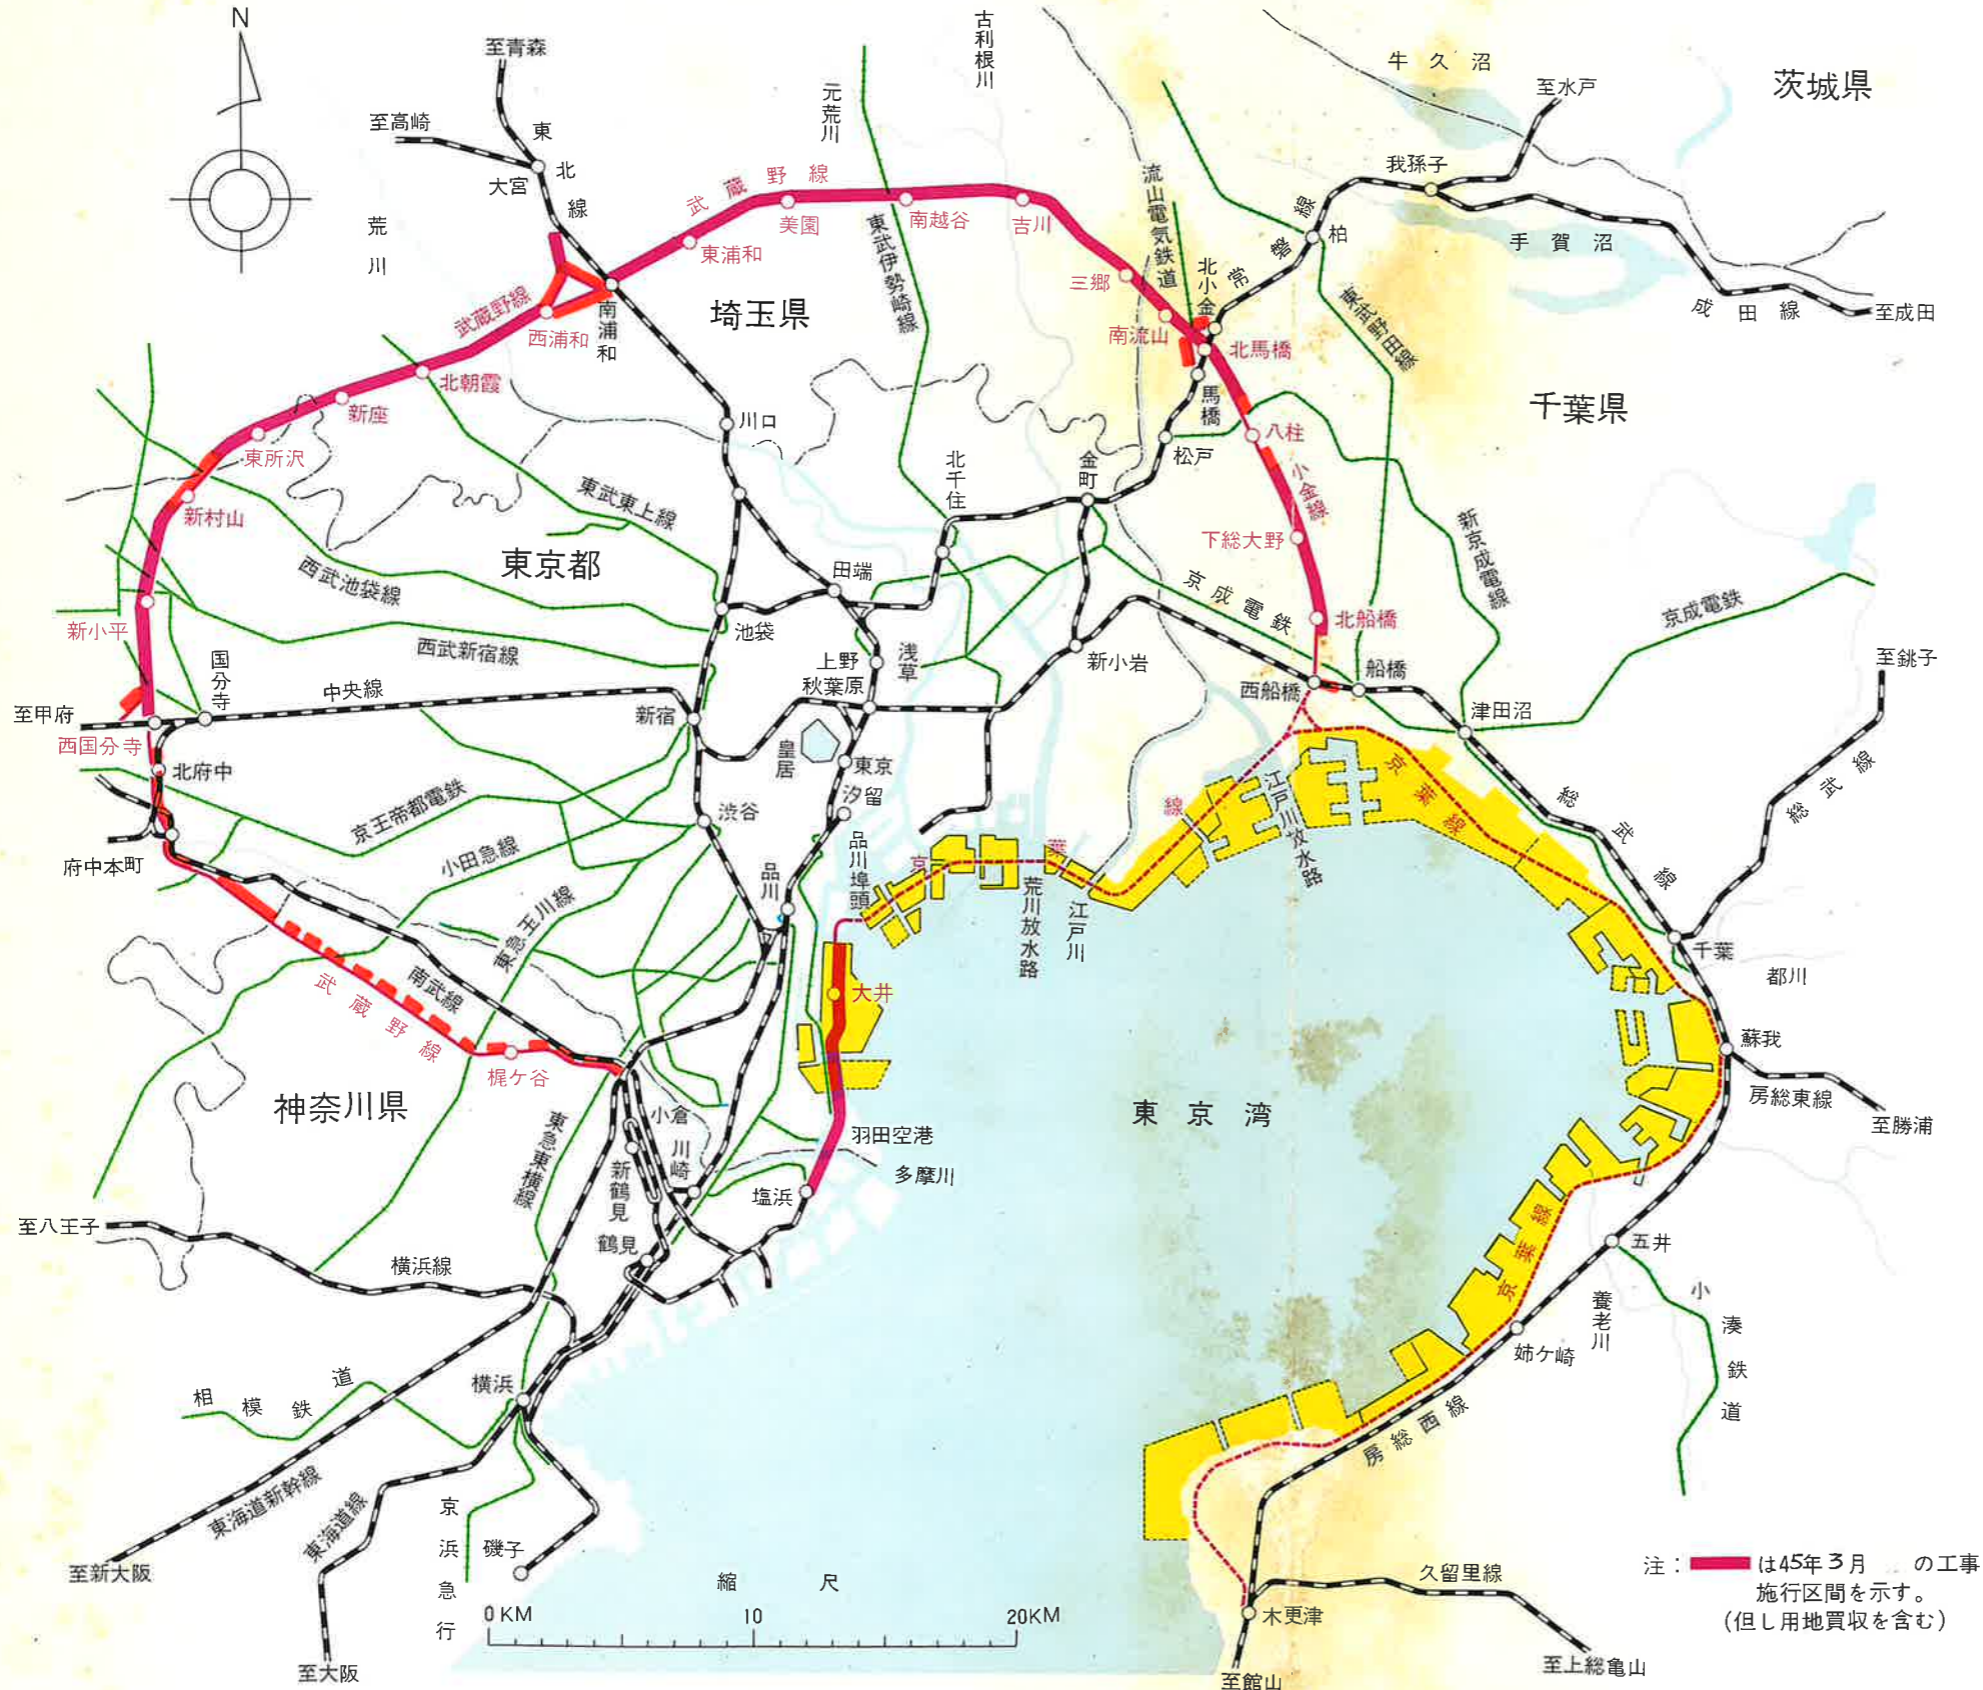 N
至青森
古利根川
牛久沼
茨城県
至水戸
元荒川
至高崎
東北線
大宮
我孫子
流山電気鉄道
武蔵野線
美園
南越谷
吉川
東浦和
荒川
東武伊勢崎線
常磐線
柏
手賀沼
北小金
三郷
成田線
至成田
東武野田線
埼玉県
武蔵野線
西浦和
南浦和
南流山
北馬橋
馬橋
千葉県
北朝霞
新座
川口
東所沢
八柱
松戸
北千住
金町
小金線
新村山
東武東上線
下総大野
新京成電線
東京都
西武池袋線
田端
京成電鉄
京成電鉄
北船橋
新小平
池袋
西武新宿線
国分寺
上野
浅草
新小岩
船橋
至銚子
中央線
秋葉原
西船橋
至甲府
新宿
津田沼
西国分寺
皇居
東京
北府中
汐留
京葉線
江戸川放水路
総武線
総武線
京王帝都電鉄
渋谷
京葉線
府中本町
小田急線
品川
品川埠頭
荒川放水路
江戸川
東急玉川線
千葉
都川
武蔵野線
南武線
大井
蘇我
梶ケ谷
房総東線
神奈川県
東京湾
小倉
東急東横線
川崎
羽田空港
至勝浦
新鶴見
塩浜
多摩川
至八王子
鶴見
京葉線
五井
横浜線
小湊鉄道
養老川
姉ケ崎
相模鉄道
横浜
房総西線
東海道新幹線
東海道線
京浜急行
磯子
至新大阪
縮尺
久留里線
注：
は45年3月 の工事
施行区間を示す。
(但し用地買収を含む)
0 KM 10 20KM
木更津
至大阪
至館山
至上総亀山